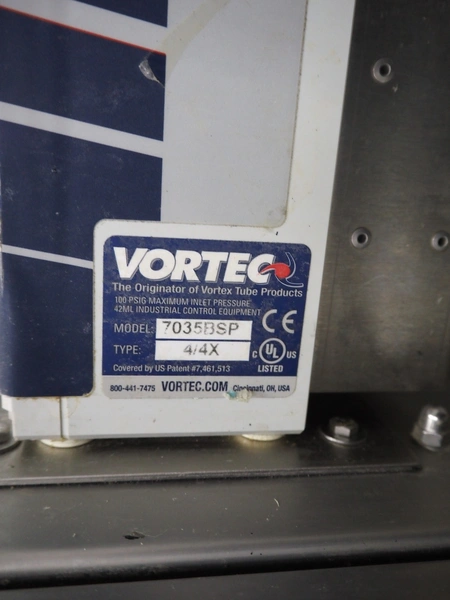 VORTEC
The Originator of Vortex Tube Products
100 PSIG MAXIMUM INLET PRESSURE
42ML INDUSTRIAL CONTROL EQUIPMENT
CE
MODEL: 7035BSP
TYPE: 4/4X
C UL US
LISTED
Covered by US Patent #7,461,513
800-441-7475 VORTEC.COM Cincinnati, OH, USA